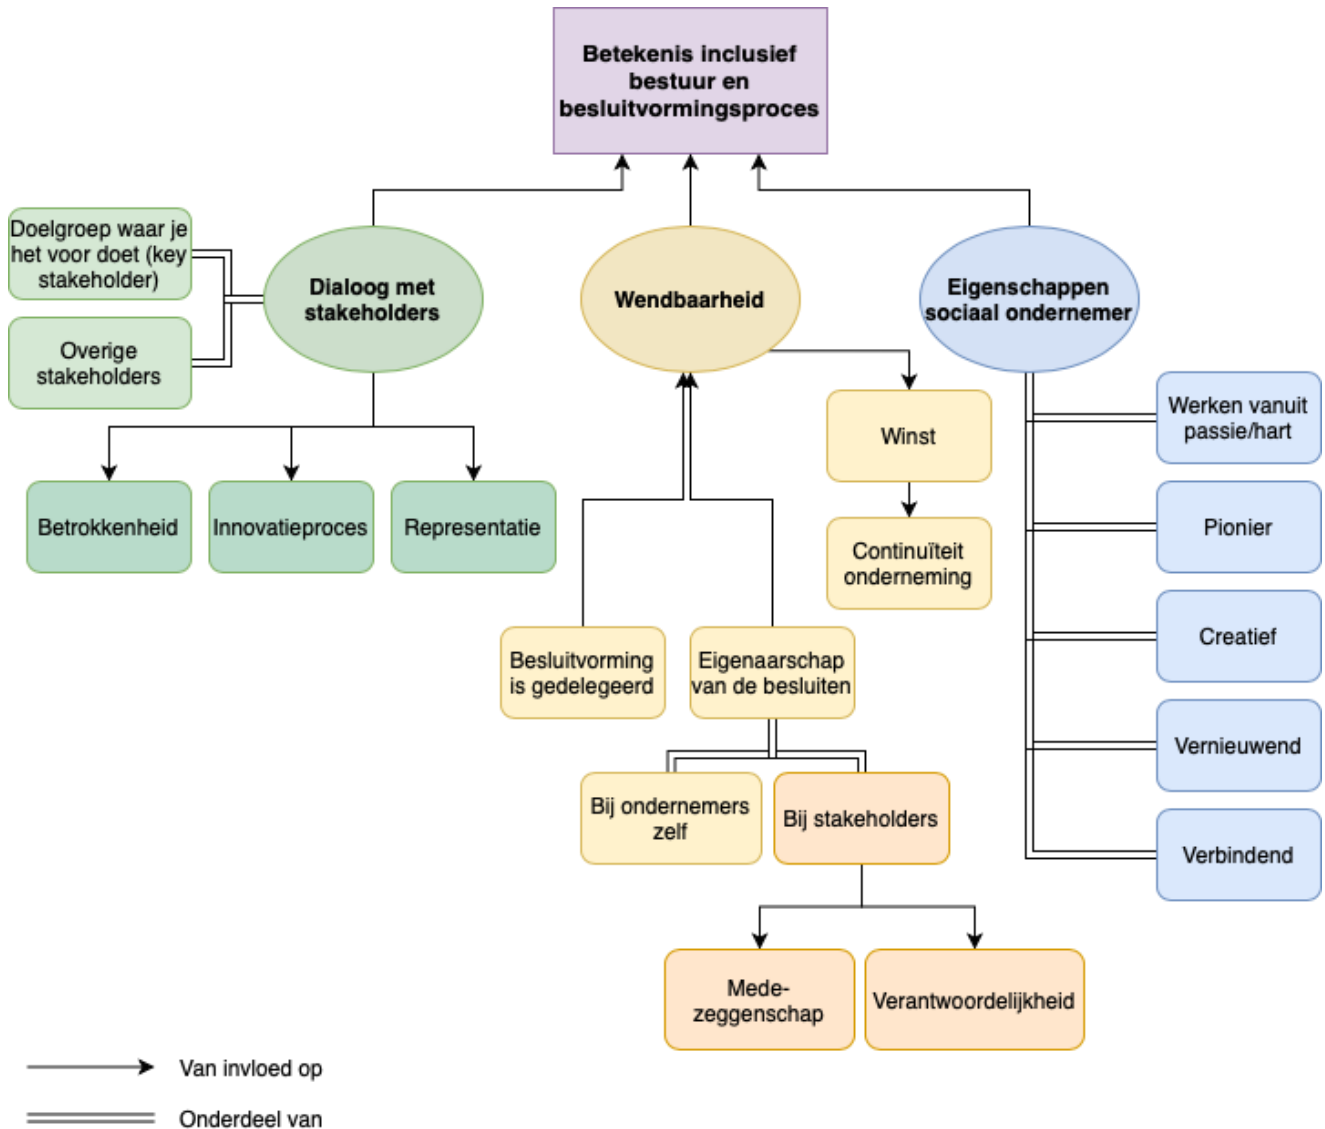 Betekenis inclusief
bestuur en
besluitvormingsproces
Doelgroep waar je
het voor doet (key
stakeholder)
Overige
stakeholders
Dialoog met
stakeholders
Wendbaarheid
Eigenschappen
sociaal ondernemer
Betrokkenheid
Innovatieproces
Representatie
Winst
Continuïteit
onderneming
Werken vanuit
passie/hart
Pionier
Creatief
Vernieuwend
Verbindend
Besluitvorming
is gedelegeerd
Eigenaarschap
van de besluiten
Bij ondernemers
zelf
Bij stakeholders
Mede-
zeggenschap
Verantwoordelijkheid
Van invloed op
Onderdeel van